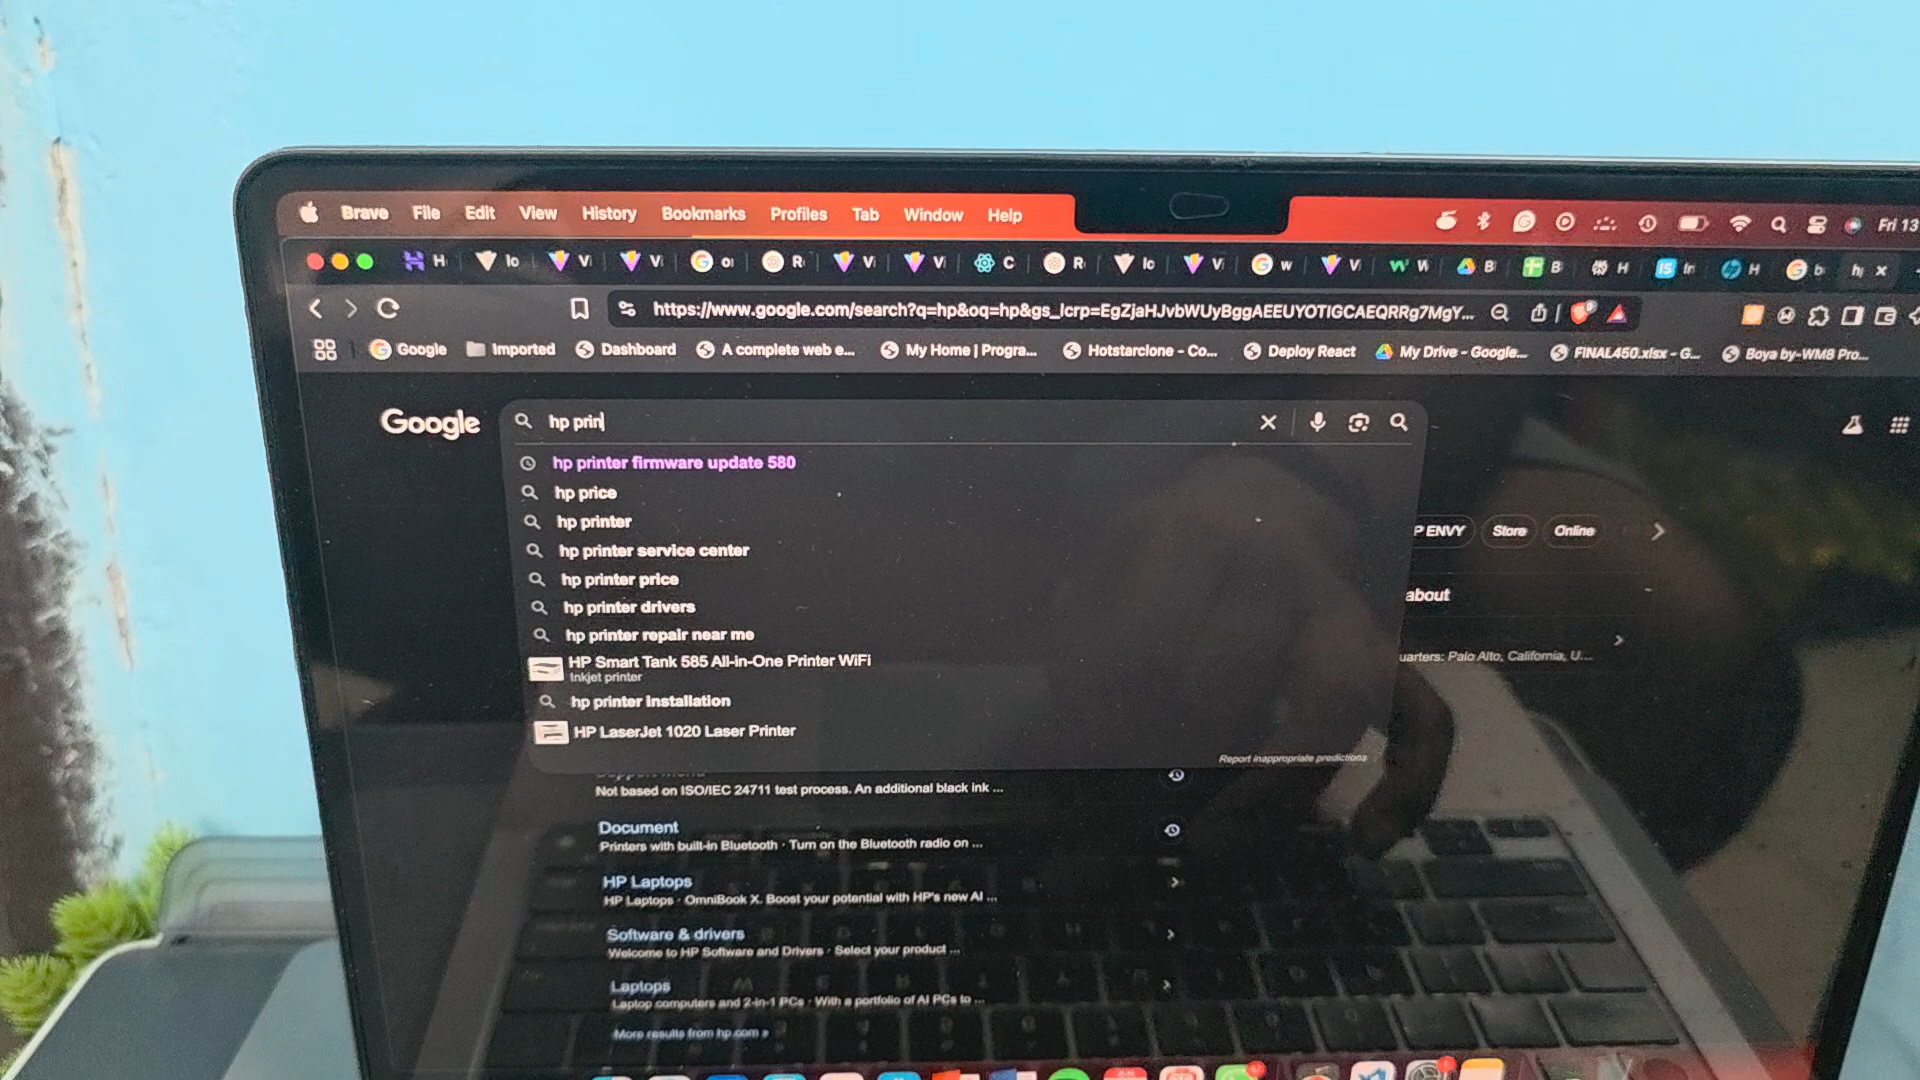 Brave File Edit View History Bookmarks Profiles Tab Window Help Fri 13
https://www.google.com/search?q=hp&oq=hp&gs_lcrp=EgZjaHJvbWUyBggAEEUYOTIGCAEQRRg7MgY...
Google Imported Dashboard A complete web e... My Home | Progra... Hotstarclone - Co... Deploy React My Drive - Google... FINAL450.xlsx - G... Boya by-WM8 Pro...
Google hp prin
hp printer firmware update 580
hp price
hp printer
P ENVY Store Online
hp printer service center
hp printer price
about
hp printer drivers
hp printer repair near me
HP Smart Tank 585 All-in-One Printer WiFi
uarters: Palo Alto, California, U...
Inkjet printer
hp printer installation
HP LaserJet 1020 Laser Printer
Report inappropriate predictions
Not based on ISO/IEC 24711 test process. An additional black ink ...
Document
Printers with built-in Bluetooth · Turn on the Bluetooth radio on ...
HP Laptops
HP Laptops · OmniBook X. Boost your potential with HP's new AI ...
Software & drivers
Welcome to HP Software and Drivers · Select your product ...
Laptops
Laptop computers and 2-in-1 PCs · With a portfolio of AI PCs to ...
More results from hp.com »